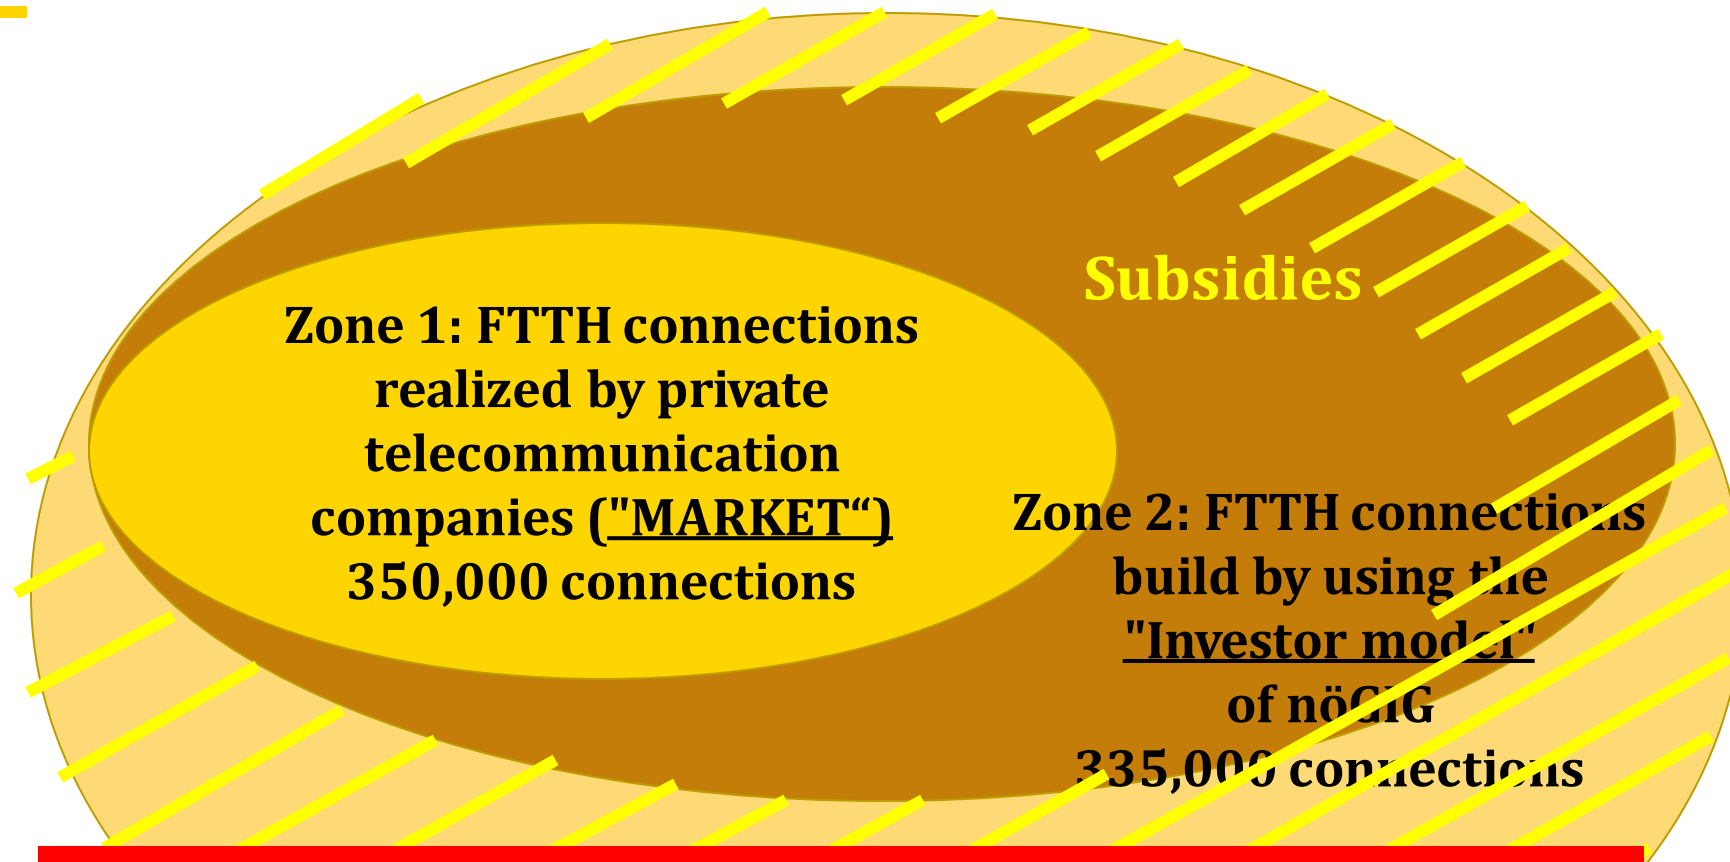 Subsidies
Zone 1: FTTH connections
realized by private
telecommunication
companies ("MARKET“)
350,000 connections
Zone 2: FTTH connections
build by using the
"Investor model"
of nöGIG
335,000 connections